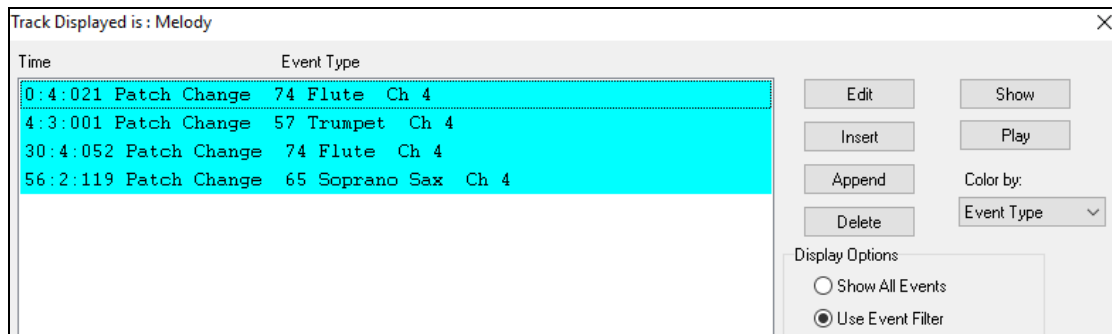 Track Displayed is : Melody
Time Event Type
0:4:021 Patch Change 74 Flute Ch 4
4:3:001 Patch Change 57 Trumpet Ch 4
30:4:052 Patch Change 74 Flute Ch 4
56:2:119 Patch Change 65 Soprano Sax Ch 4
Edit Show
Insert Play
Append Color by:
Delete Event Type
Display Options
Show All Events
Use Event Filter